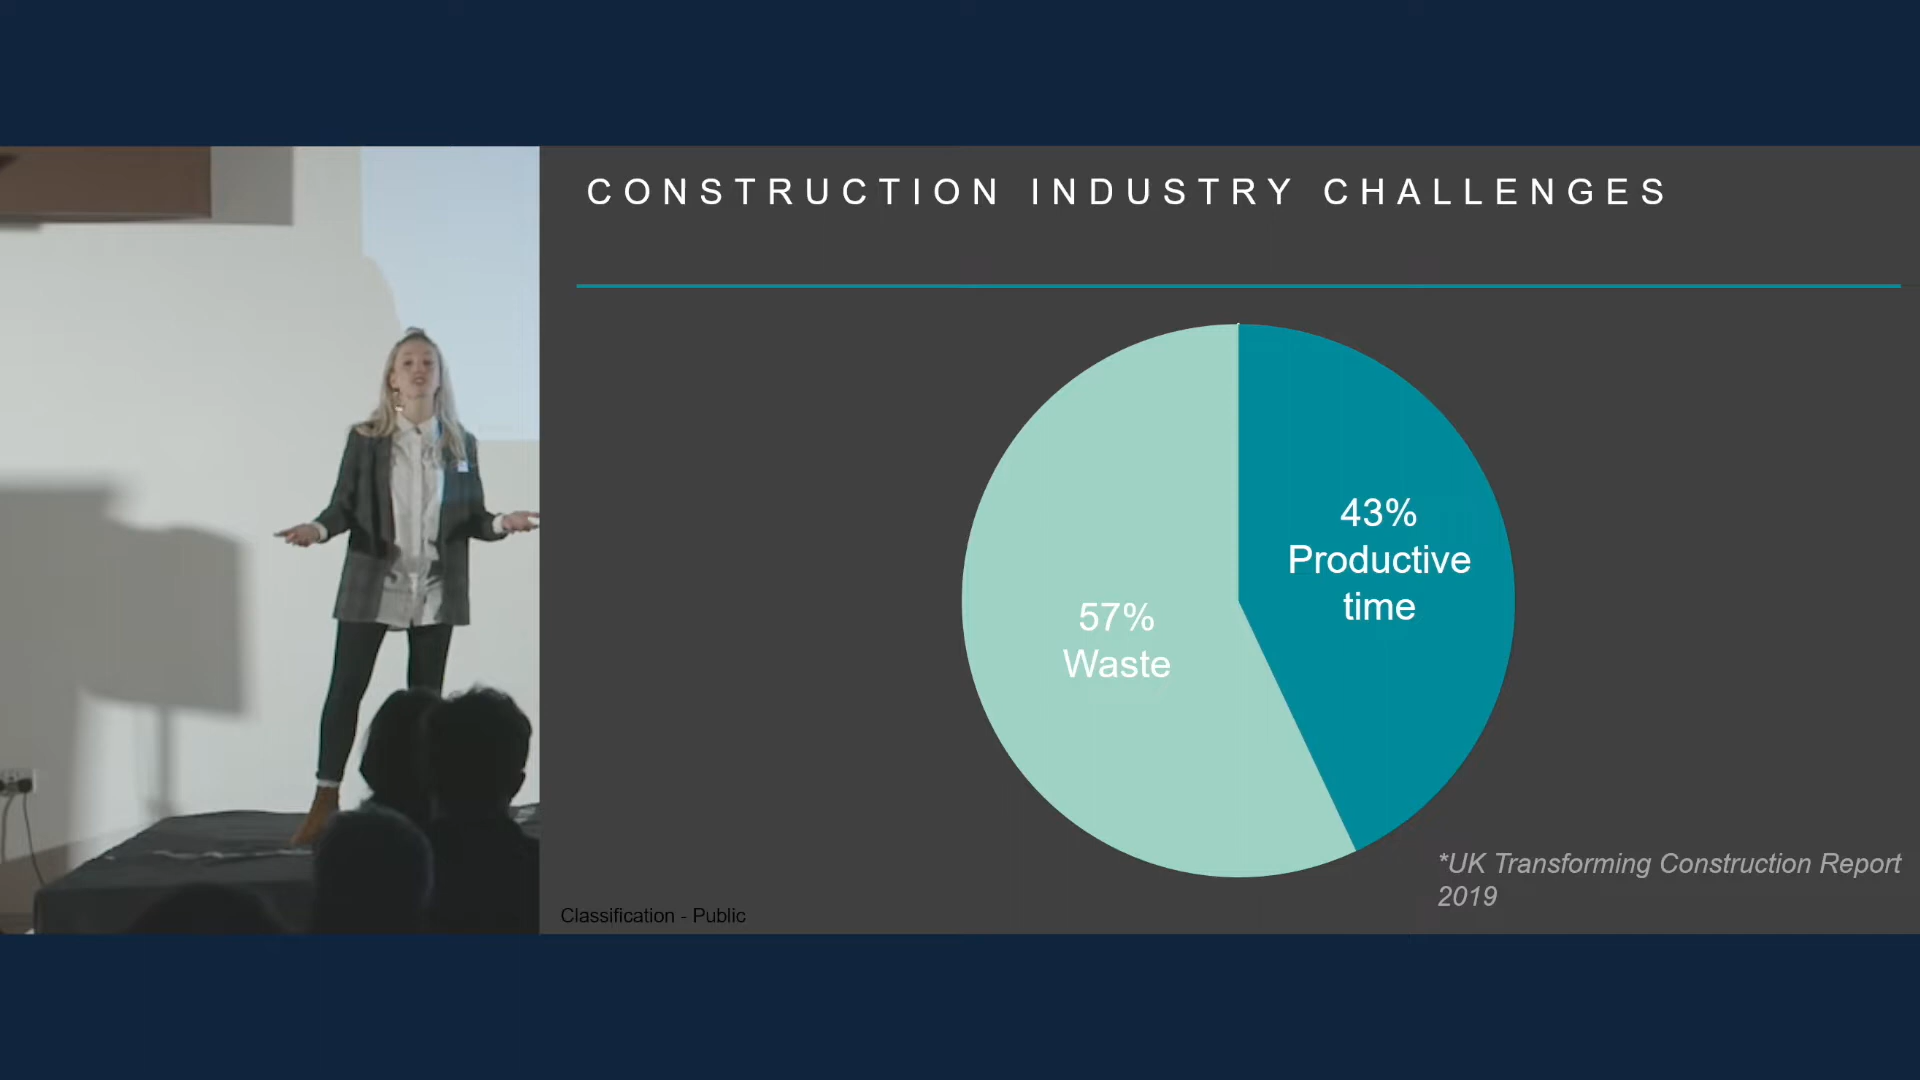 CONSTRUCTION INDUSTRY CHALLENGES
43%
Productive
time
57%
Waste
*UK Transforming Construction Report
2019
Classification - Public